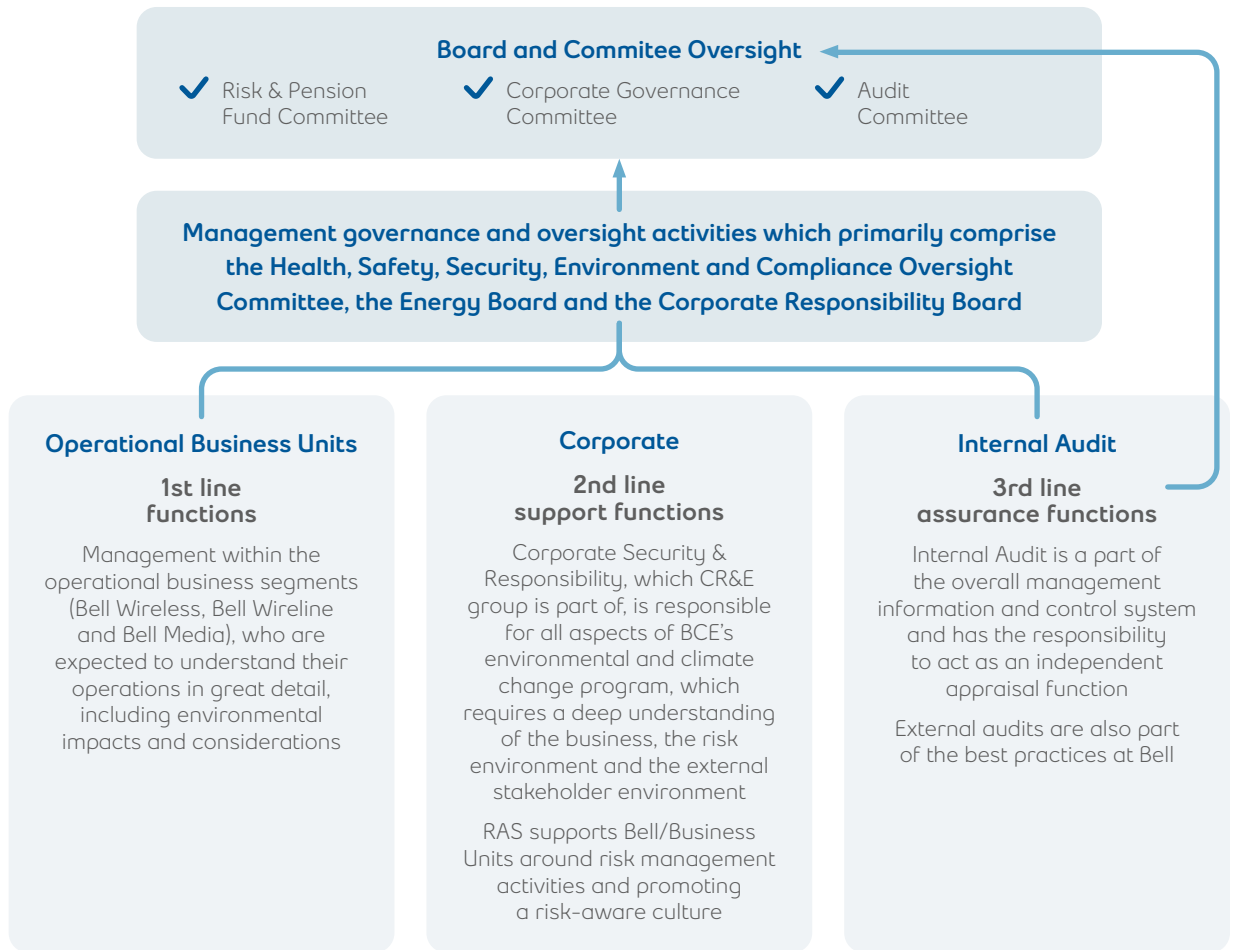 Board and Commitee Oversight
Risk & Pension
Fund Committee
Corporate Governance
Committee
Audit
Committee
Management governance and oversight activities which primarily comprise
the Health, Safety, Security, Environment and Compliance Oversight
Committee, the Energy Board and the Corporate Responsibility Board
Operational Business Units
1st line
functions
Management within the
operational business segments
(Bell Wireless, Bell Wireline
and Bell Media), who are
expected to understand their
operations in great detail,
including environmental
impacts and considerations
Corporate
2nd line
support functions
Corporate Security &
Responsibility, which CR&E
group is part of, is responsible
for all aspects of BCE’s
environmental and climate
change program, which
requires a deep understanding
of the business, the risk
environment and the external
stakeholder environment
RAS supports Bell/Business
Units around risk management
activities and promoting
a risk-aware culture
Internal Audit
3rd line
assurance functions
Internal Audit is a part of
the overall management
information and control system
and has the responsibility
to act as an independent
appraisal function
External audits are also part
of the best practices at Bell